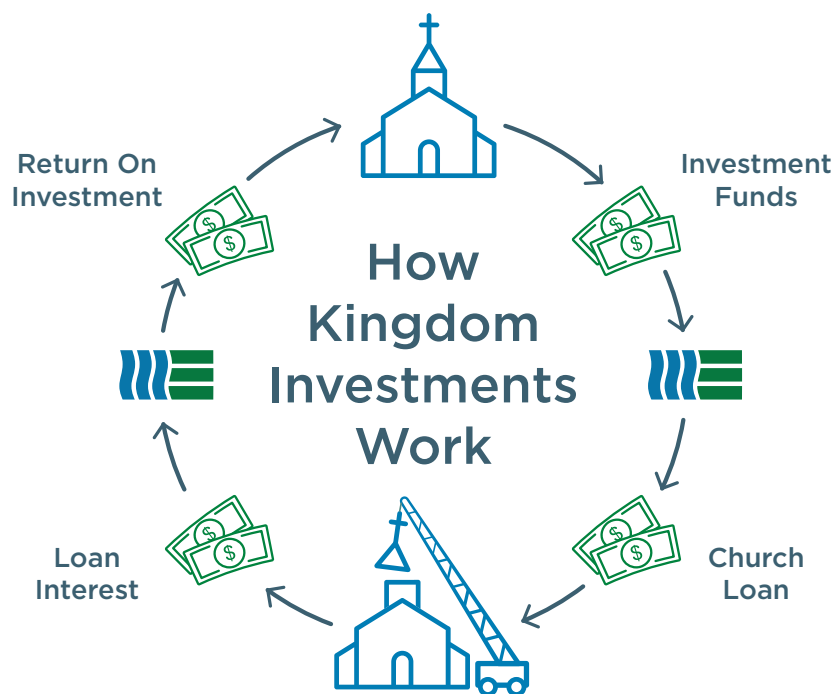 How
Kingdom
Investments
Work
Investment
Funds
Church
Loan
Loan
Interest
Return On
Investment
$
$
$
$
$
$
$
$